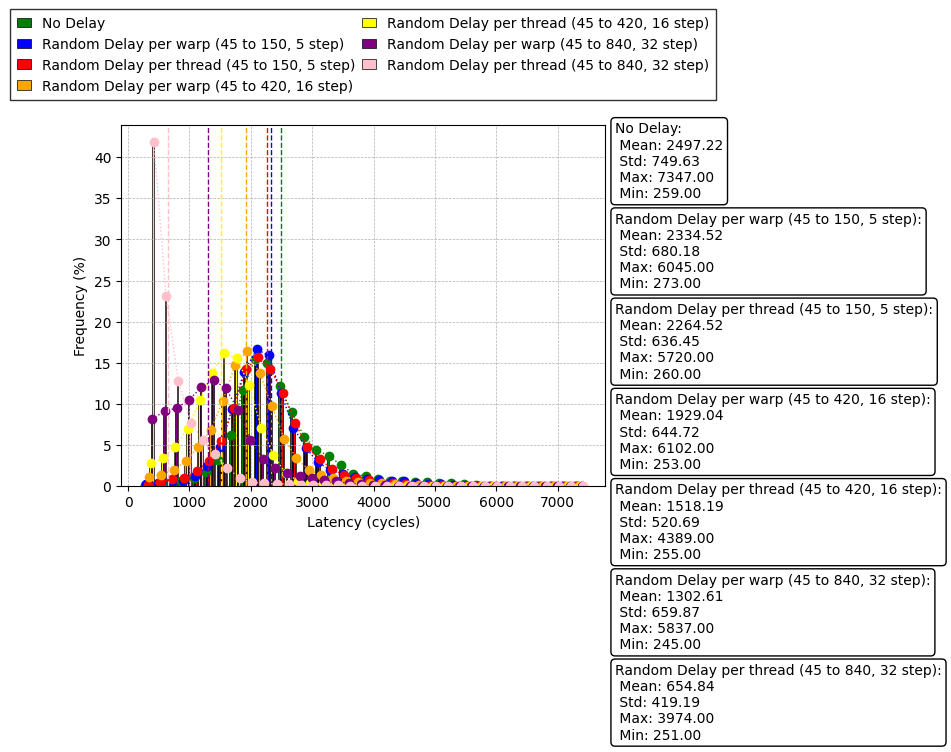 No Delay
Random Delay per warp (45 to 150, 5 step)
Random Delay per thread (45 to 150, 5 step)
Random Delay per warp (45 to 420, 16 step)
Random Delay per thread (45 to 420, 16 step)
Random Delay per warp (45 to 840, 32 step)
Random Delay per thread (45 to 840, 32 step)
Frequency (%)
40
35
30
25
20
15
10
5
0
0 1000 2000 3000 4000 5000 6000 7000
Latency (cycles)
No Delay:
Mean: 2497.22
Std: 749.63
Max: 7347.00
Min: 259.00
Random Delay per warp (45 to 150, 5 step):
Mean: 2334.52
Std: 680.18
Max: 6045.00
Min: 273.00
Random Delay per thread (45 to 150, 5 step):
Mean: 2264.52
Std: 636.45
Max: 5720.00
Min: 260.00
Random Delay per warp (45 to 420, 16 step):
Mean: 1929.04
Std: 644.72
Max: 6102.00
Min: 253.00
Random Delay per thread (45 to 420, 16 step):
Mean: 1518.19
Std: 520.69
Max: 4389.00
Min: 255.00
Random Delay per warp (45 to 840, 32 step):
Mean: 1302.61
Std: 659.87
Max: 5837.00
Min: 245.00
Random Delay per thread (45 to 840, 32 step):
Mean: 654.84
Std: 419.19
Max: 3974.00
Min: 251.00